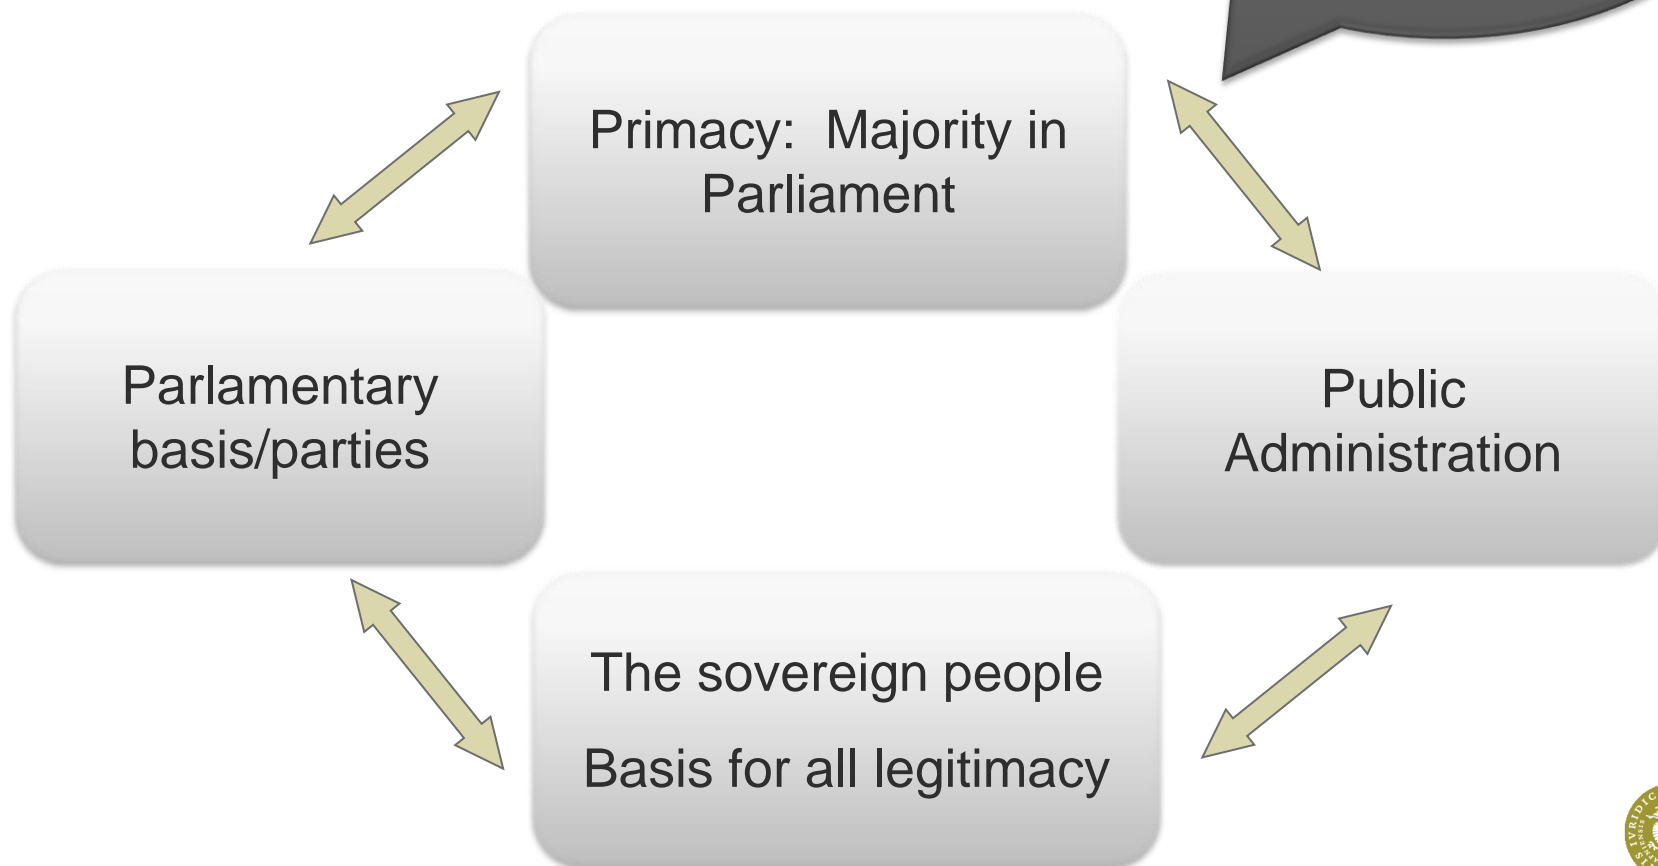 Primacy:  Majority in
Parliament
Parlamentary
basis/parties
Public
Administration
The sovereign people
Basis for all legitimacy